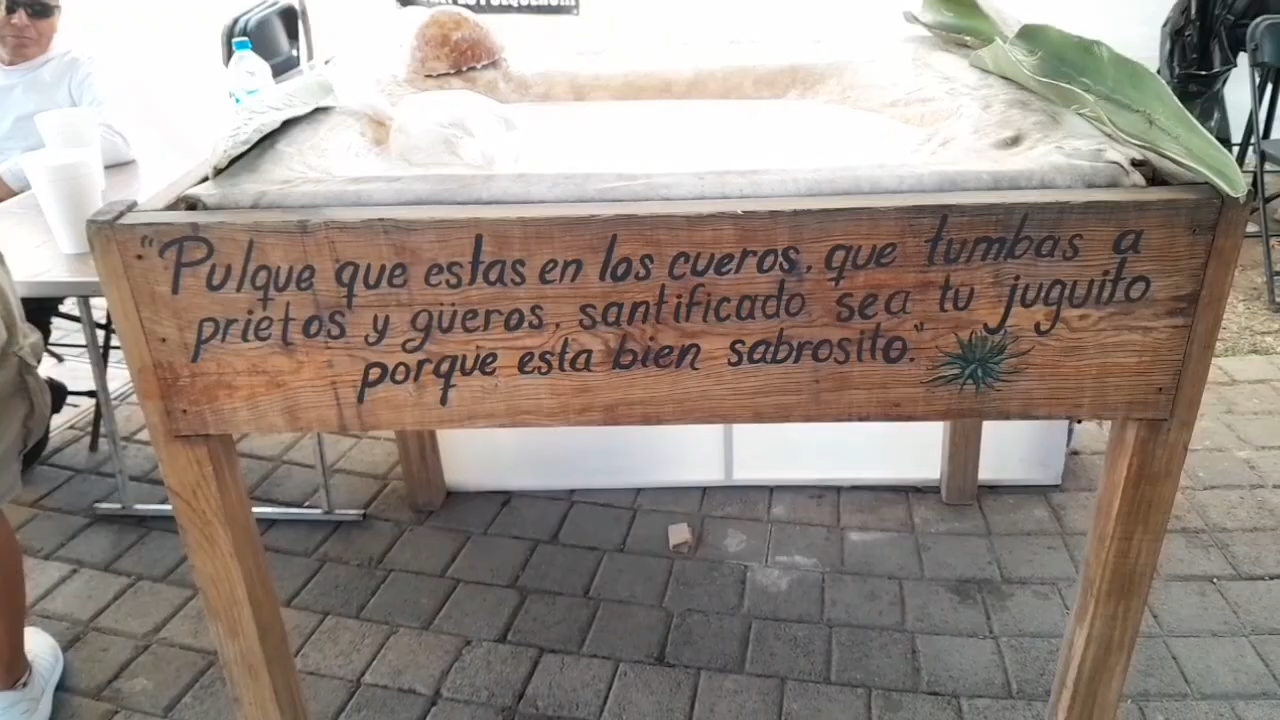 "Pulque que estas en los cueros, que tumbas a
prietos y güeros, santificado sea tu juguito
porque esta bien sabrosito."